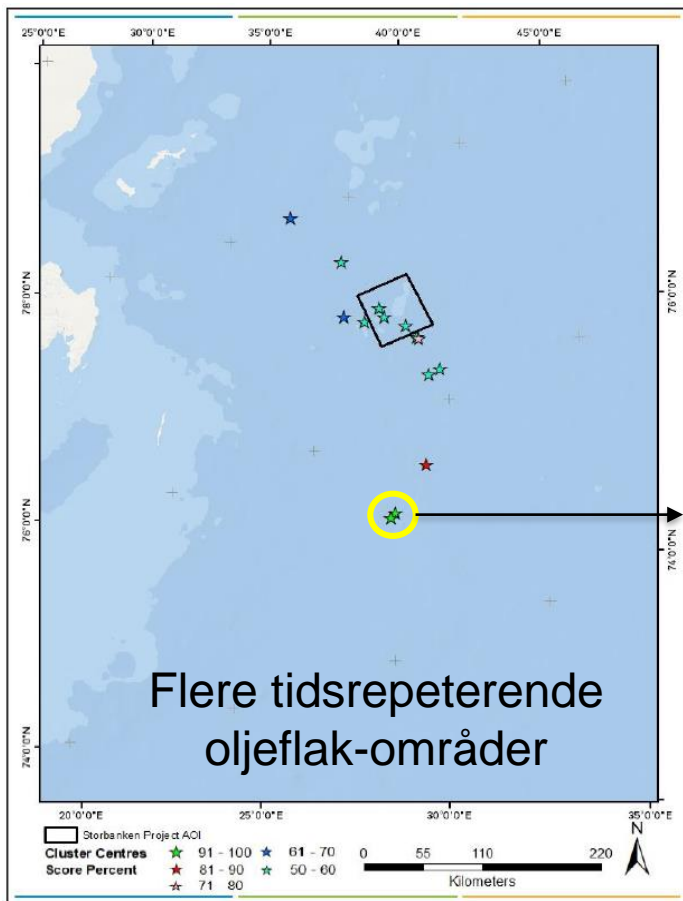 25°0'0"E 30°0'0"E 35°0'0"E 40°0'0"E 45°0'0"E
78°0'0"N
76°0'0"N
76°0'0"N
74°0'0"N
74°0'0"N
Flere tidsrepeterende
oljeflak-områder
20°0'0"E 25°0'0"E 30°0'0"E 35°0'0"E
Storbanken Project AOI
Cluster Centres 91 - 100 61 - 70 0 55 110 220 N
Score Percent 81 - 90 50 - 60 Kilometers
71 80